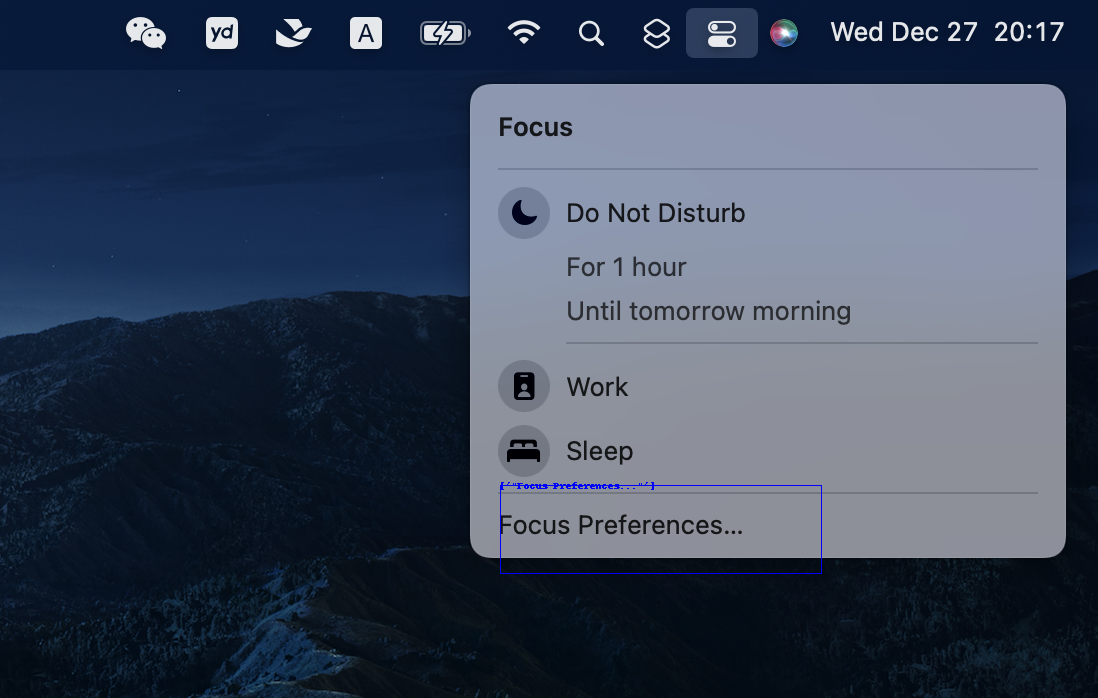 yd A Wed Dec 27 20:17
Focus
Do Not Disturb
For 1 hour
Until tomorrow morning
Work
Sleep
["Focus Preferences..."]
Focus Preferences...